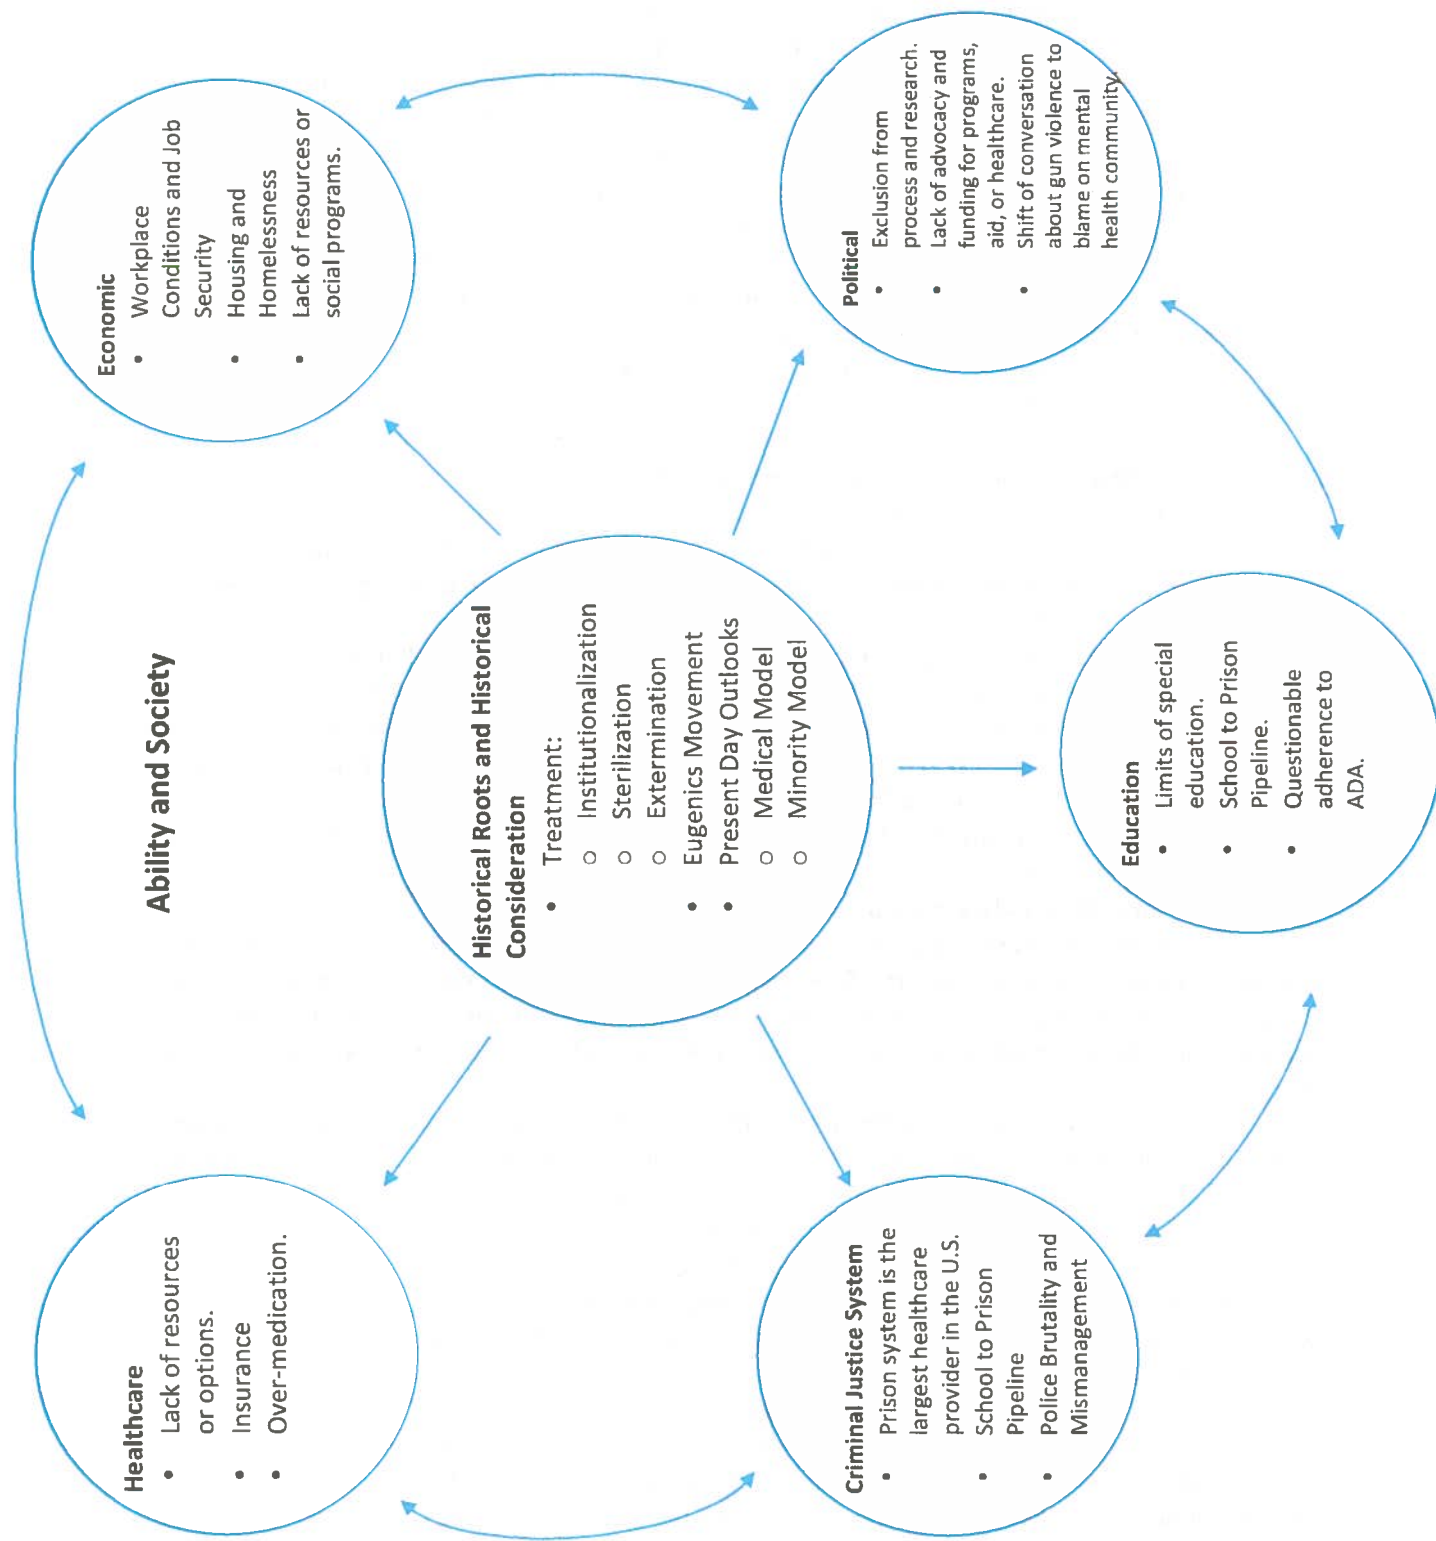 Ability and Society
Healthcare
• Lack of resources
or options.
• Insurance
• Over-medication.
Economic
• Workplace
Conditions and Job
Security
• Housing and
Homelessness
• Lack of resources or
social programs.
Historical Roots and Historical
Consideration
• Treatment:
○ Institutionalization
○ Sterilization
○ Extermination
• Eugenics Movement
• Present Day Outlooks
○ Medical Model
○ Minority Model
Criminal Justice System
• Prison system is the
largest healthcare
provider in the U.S.
• School to Prison
Pipeline
• Police Brutality and
Mismanagement
Political
• Exclusion from
process and research.
• Lack of advocacy and
funding for programs,
aid, or healthcare.
• Shift of conversation
about gun violence to
blame on mental
health community.
Education
• Limits of special
education.
• School to Prison
Pipeline.
• Questionable
adherence to
ADA.